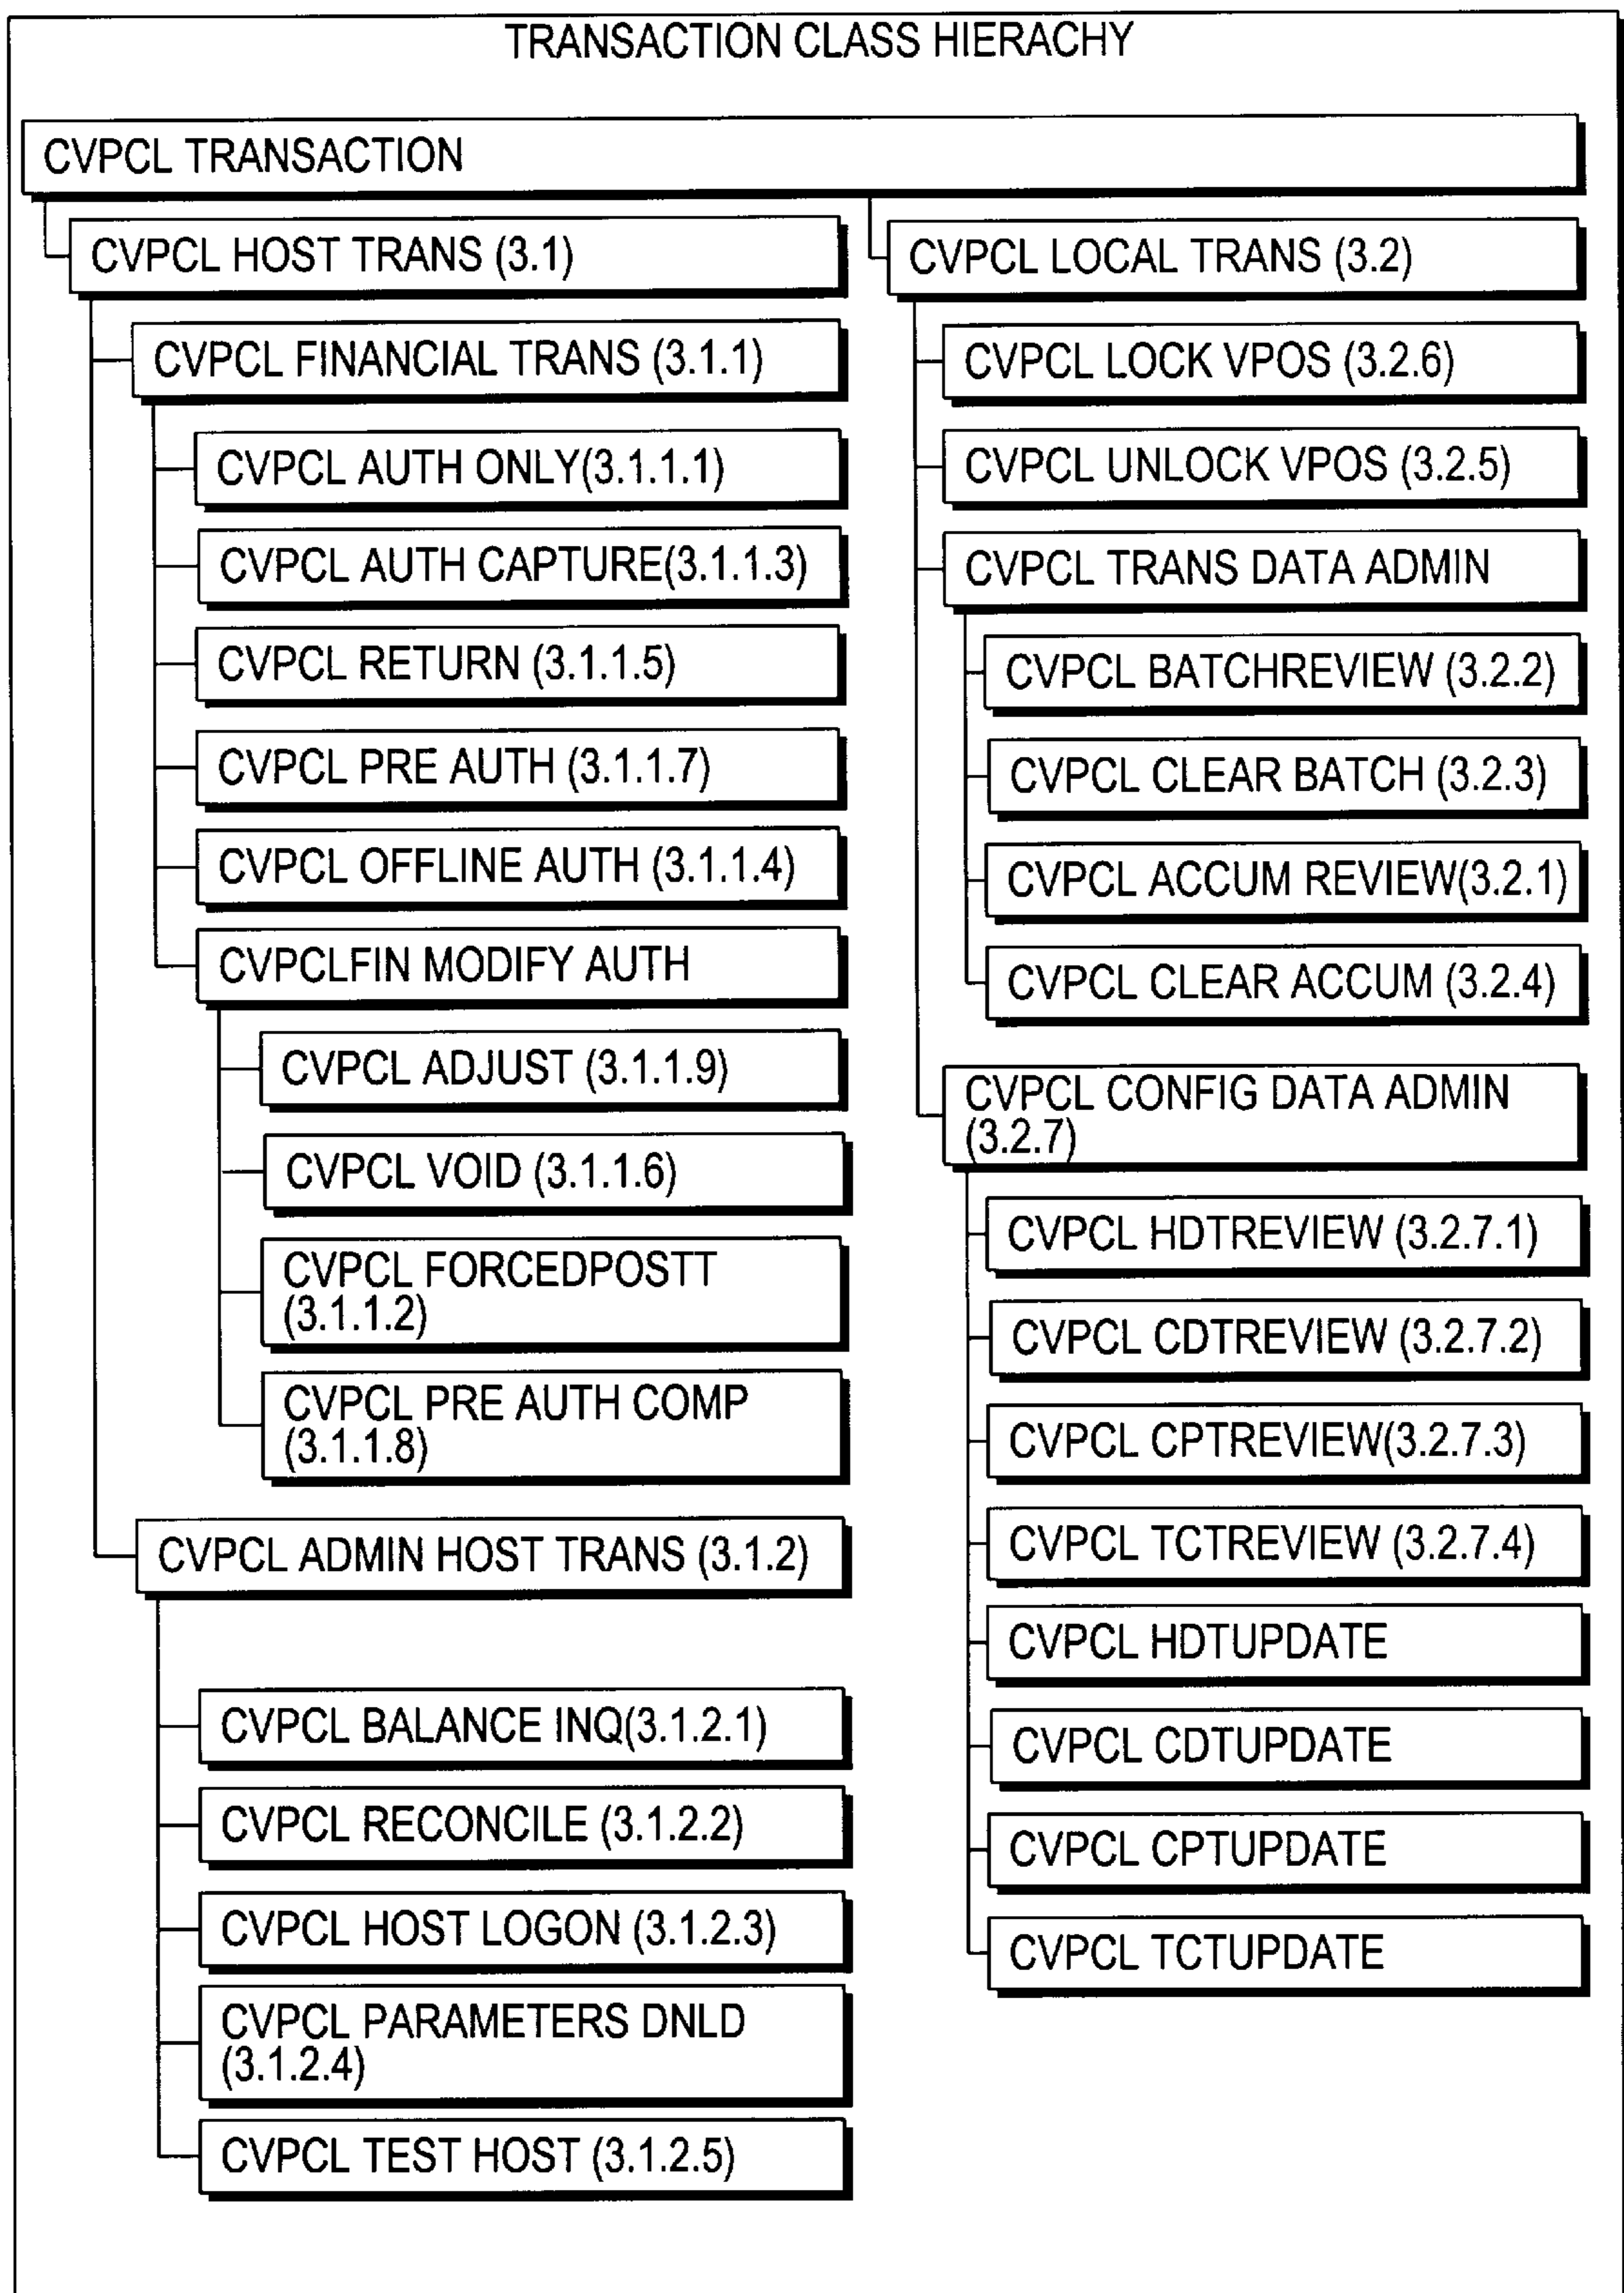 TRANSACTION CLASS HIERACHY
CVPCL TRANSACTION
CVPCL HOST TRANS (3.1)
CVPCL FINANCIAL TRANS (3.1.1)
CVPCL AUTH ONLY(3.1.1.1)
CVPCL AUTH CAPTURE(3.1.1.3)
CVPCL RETURN (3.1.1.5)
CVPCL PRE AUTH (3.1.1.7)
CVPCL OFFLINE AUTH (3.1.1.4)
CVPCLFIN MODIFY AUTH
CVPCL ADJUST (3.1.1.9)
CVPCL VOID (3.1.1.6)
CVPCL FORCEDPOSTT
(3.1.1.2)
CVPCL PRE AUTH COMP
(3.1.1.8)
CVPCL ADMIN HOST TRANS (3.1.2)
CVPCL BALANCE INQ(3.1.2.1)
CVPCL RECONCILE (3.1.2.2)
CVPCL HOST LOGON (3.1.2.3)
CVPCL PARAMETERS DNLD
(3.1.2.4)
CVPCL TEST HOST (3.1.2.5)
CVPCL LOCAL TRANS (3.2)
CVPCL LOCK VPOS (3.2.6)
CVPCL UNLOCK VPOS (3.2.5)
CVPCL TRANS DATA ADMIN
CVPCL BATCHREVIEW (3.2.2)
CVPCL CLEAR BATCH (3.2.3)
CVPCL ACCUM REVIEW(3.2.1)
CVPCL CLEAR ACCUM (3.2.4)
CVPCL CONFIG DATA ADMIN
(3.2.7)
CVPCL HDTREVIEW (3.2.7.1)
CVPCL CDTREVIEW (3.2.7.2)
CVPCL CPTREVIEW(3.2.7.3)
CVPCL TCTREVIEW (3.2.7.4)
CVPCL HDTUPDATE
CVPCL CDTUPDATE
CVPCL CPTUPDATE
CVPCL TCTUPDATE